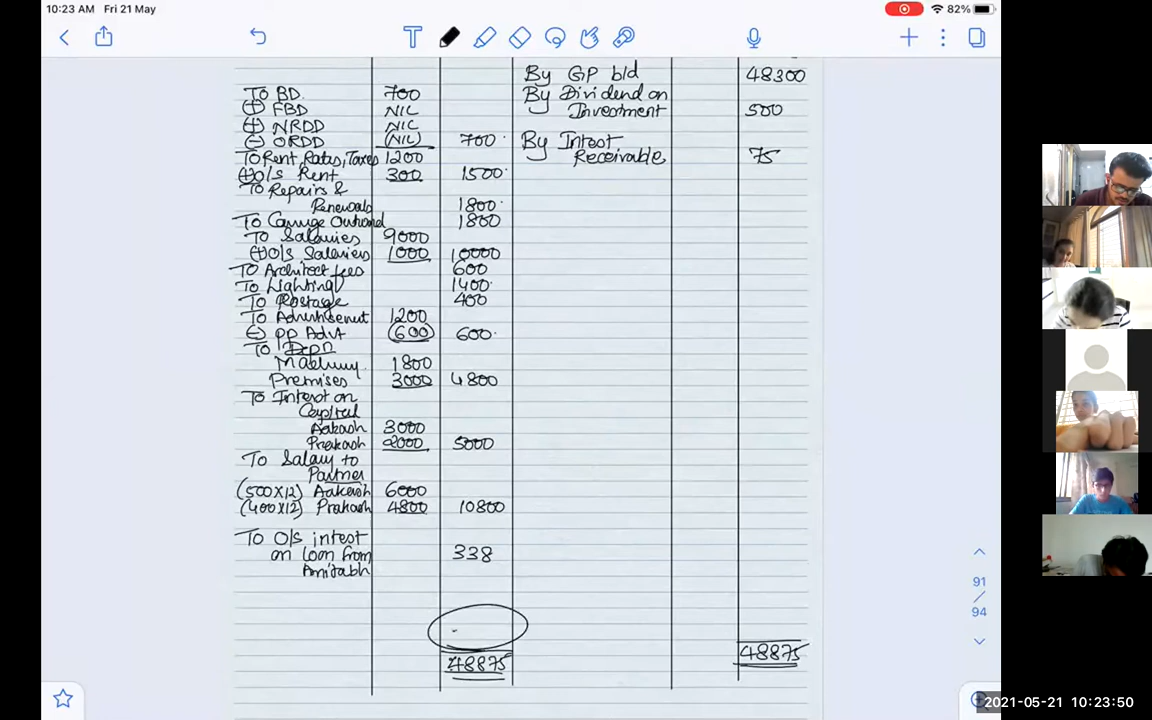 10:23 AM Fri 21 May
82%
By GP b/d 48300
To BD 700 By Dividend on
(+) FBD NIL Investment 500
(+) NRDD NIL
(-) ORDD (NIL) 700 By Intest
To Rent Rates, Taxes 1200 Receivable 75
(+) O/s Rent 300 1500
To Repairs &
Renewals 1800
To Carriage Outward 1800
To Salaries 9000
(+) O/s Salaries 1000 10000
To Architect fees 600
To Lighting 1400
To Postage 400
To Advertisement 1200
(-) PP Advt (600) 600
To Depn
Machinery 1800
Premises 3000 4800
To Interest on
Capital
Aakash 3000
Prakash 2000 5000
To Salary to
Partner
(500X12) Aakash 6000
(400X12) Prakash 4800 10800
To O/s intest
on loan from 338
Amitabh
48875 48875
91
/
94
2021-05-21 10:23:50